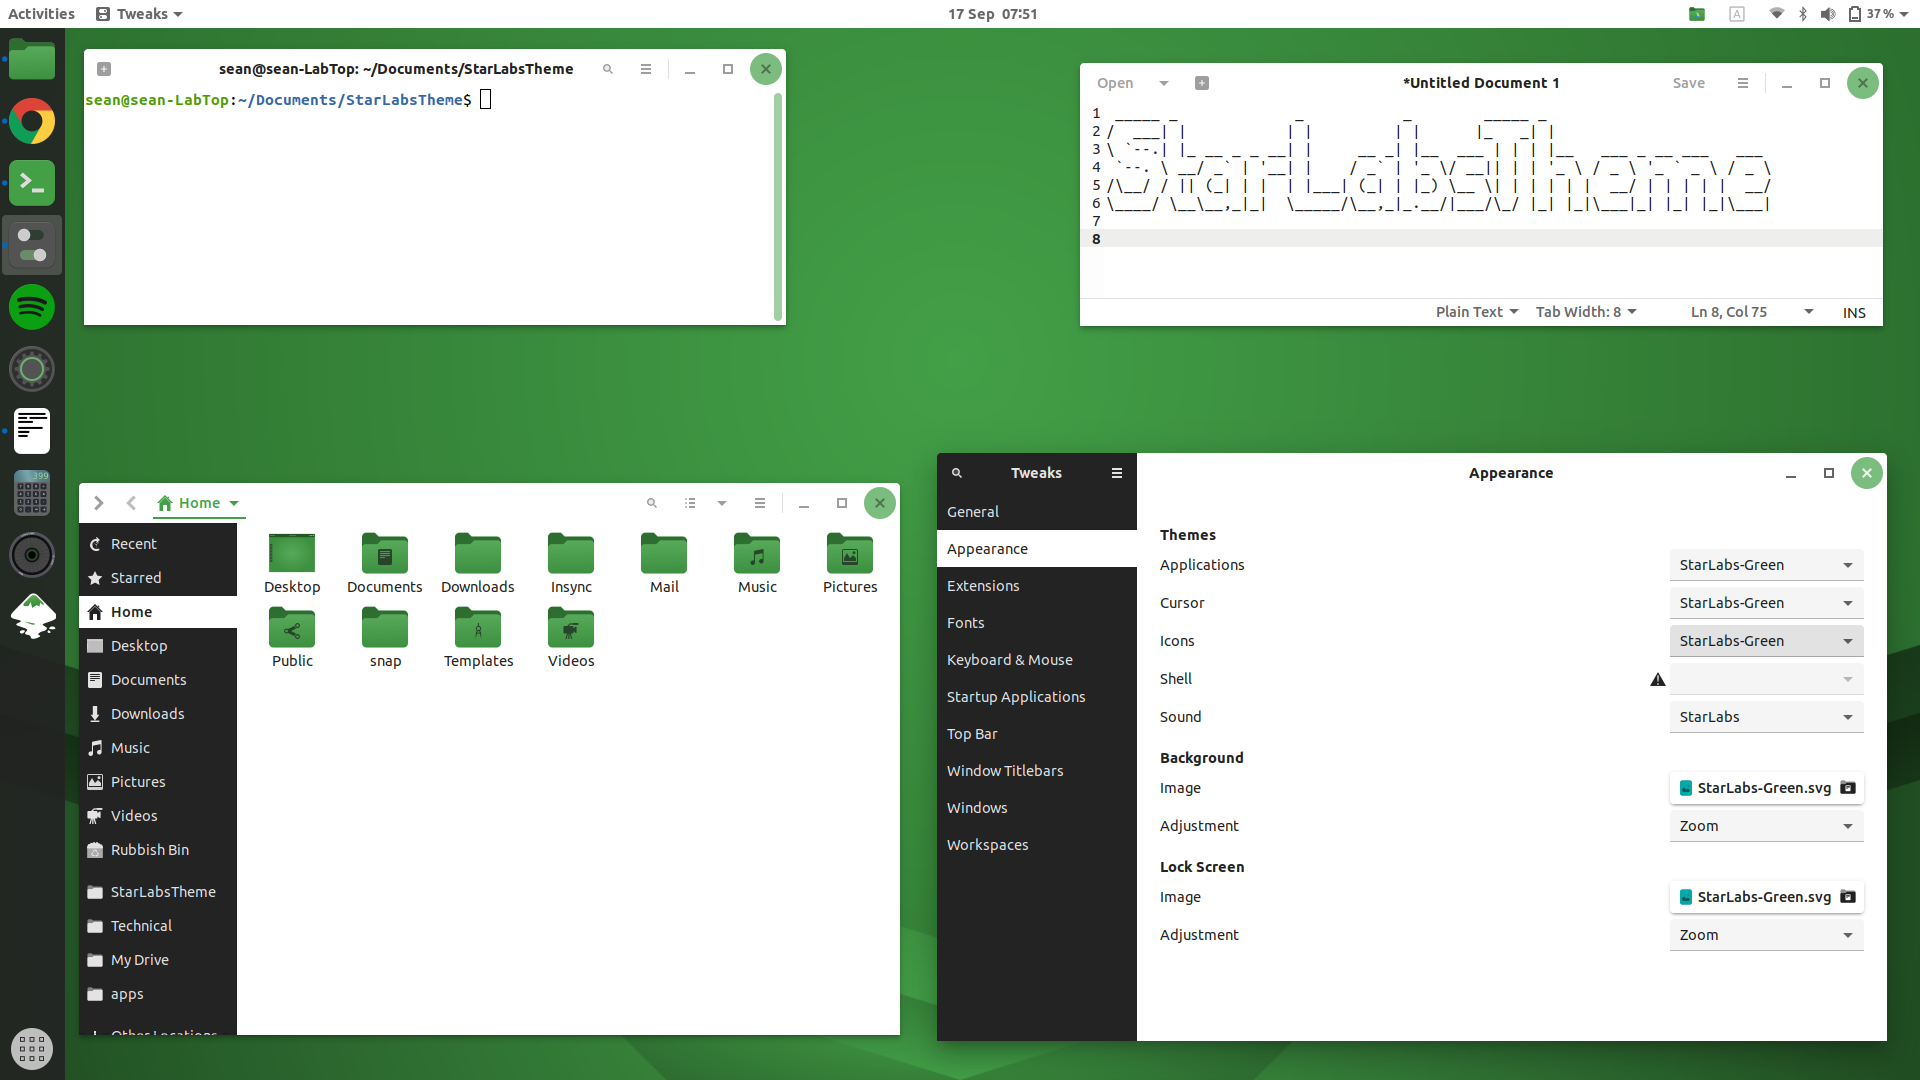 Activities Tweaks 17 Sep 07:51 A 37 %
sean@sean-LabTop: ~/Documents/StarLabsTheme
sean@sean-LabTop:~/Documents/StarLabsTheme$
Open *Untitled Document 1 Save
1
2
3
4
5
6
7
8
StarLabsTheme
Plain Text Tab Width: 8 Ln 8, Col 75 INS
399
Home
Recent
Starred
Home
Desktop
Documents
Downloads
Music
Pictures
Videos
Rubbish Bin
StarLabsTheme
Technical
My Drive
apps
Other Locations
Desktop Documents Downloads Insync Mail Music Pictures
Public snap Templates Videos
Tweaks Appearance
General
Appearance
Extensions
Fonts
Keyboard & Mouse
Startup Applications
Top Bar
Window Titlebars
Windows
Workspaces
Themes
Applications StarLabs-Green
Cursor StarLabs-Green
Icons StarLabs-Green
Shell
Sound StarLabs
Background
Image StarLabs-Green.svg
Adjustment Zoom
Lock Screen
Image StarLabs-Green.svg
Adjustment Zoom